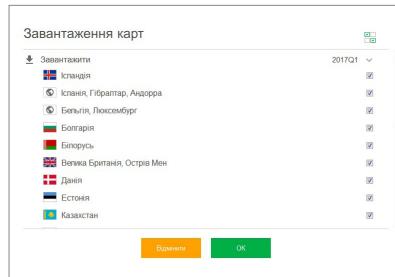 Завантаження карт
Завантажити 2017Q1
Ісландія
Іспанія, Гібралтар, Андорра
Бельгія, Люксембург
Болгарія
Білорусь
Велика Британія, Острів Мен
Данія
Естонія
Казахстан
Відмінити OK